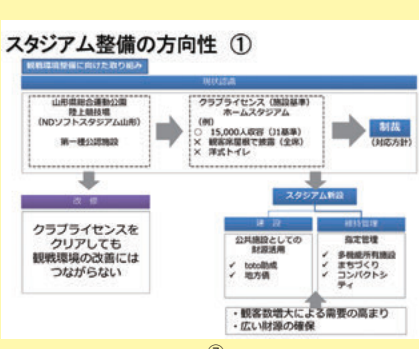 スタジアム整備の方向性 ①
観戦環境整備に向けた取り組み
現状認識
山形県総合運動公園
陸上競技場
(NDソフトスタジアム山形)
第一種公認施設
クラブライセンス(施設基準)
ホームスタジアム
(例)
○ 15,000人収容(J1基準)
× 観客席屋根で被覆(全席)
× 洋式トイレ
制裁
(対応方針)
改 修
クラブライセンスを
クリアしても
観戦環境の改善には
つながらない
スタジアム新設
建 設
公共施設としての
財源活用
✓ toto助成
✓ 地方債
維持管理
指定管理
✓ 多機能所有施設
✓ まちづくり
✓ コンパクトシ
ティ
・観客数増大による需要の高まり
・広い財源の確保